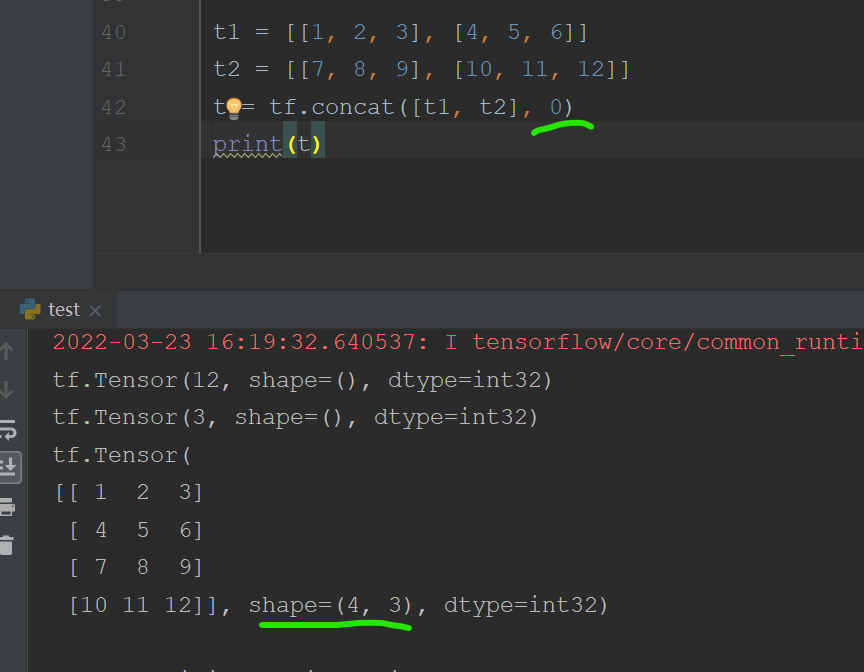 40 t1 = [[1, 2, 3], [4, 5, 6]]
41 t2 = [[7, 8, 9], [10, 11, 12]]
42 t = tf.concat([t1, t2], 0)
43 print(t)
test
2022-03-23 16:19:32.640537: I tensorflow/core/common_runti
tf.Tensor(12, shape=(), dtype=int32)
tf.Tensor(3, shape=(), dtype=int32)
tf.Tensor(
[[ 1 2 3]
[ 4 5 6]
[ 7 8 9]
[10 11 12]], shape=(4, 3), dtype=int32)